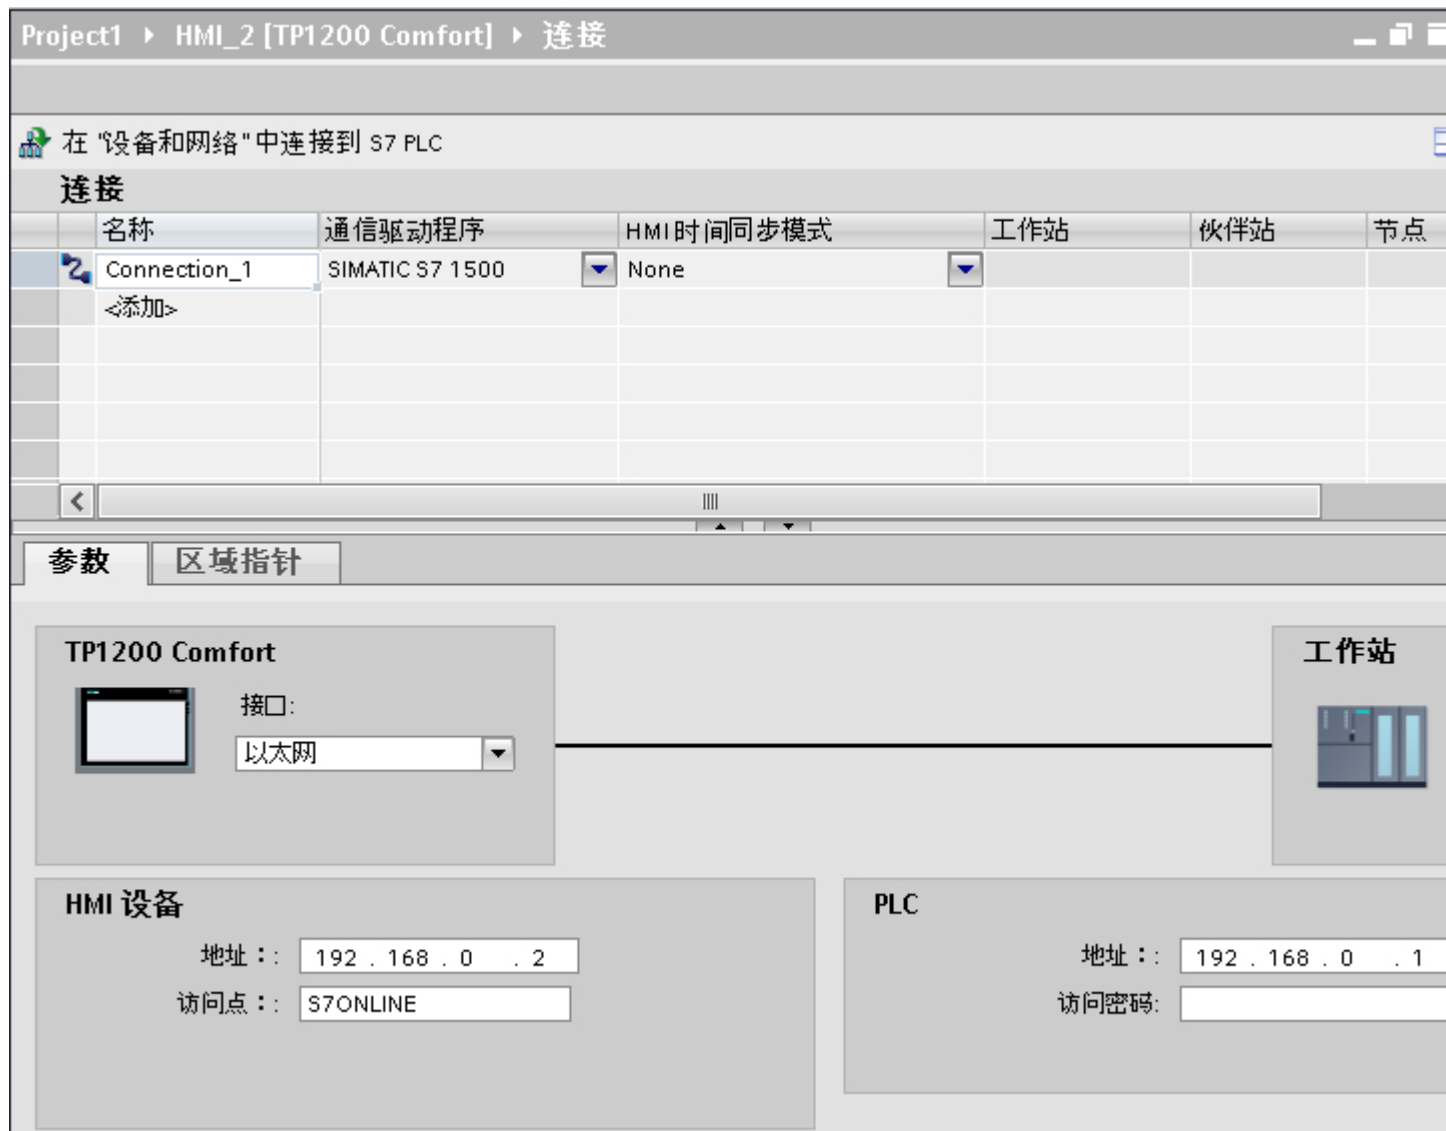 Project1 ▸ HMI_2 [TP1200 Comfort] ▸ 连接
在 "设备和网络" 中连接到 S7 PLC
连接
名称 通信驱动程序 HMI时间同步模式 工作站 伙伴站 节点
Connection_1 SIMATIC S7 1500 None
<添加>
参数 区域指针
TP1200 Comfort 工作站
接口:
以太网
HMI 设备 PLC
地址：: 192 . 168 . 0 . 2 地址：: 192 . 168 . 0 . 1
访问点：: S7ONLINE 访问密码: